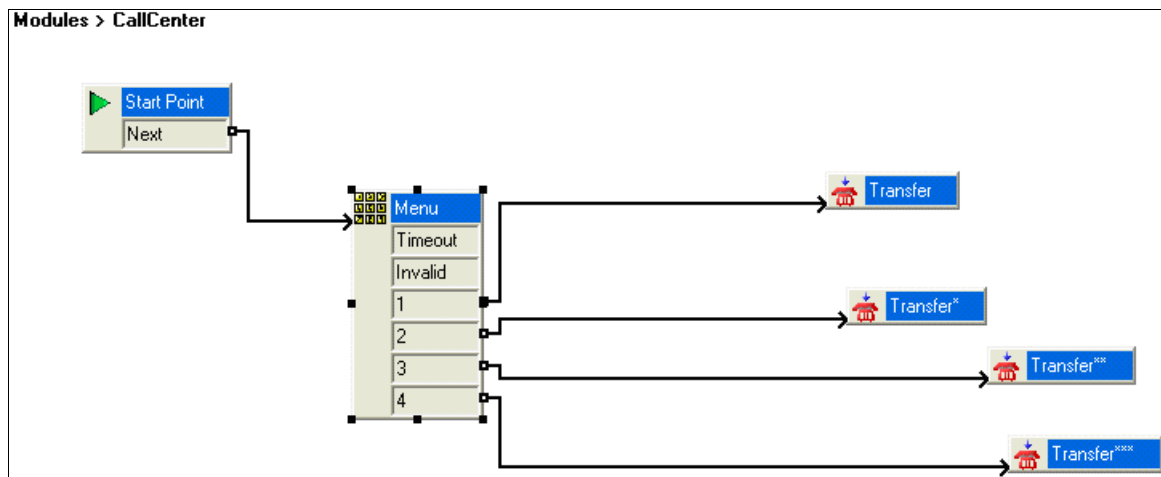 Modules > CallCenter
Start Point
Next
Menu
Timeout
Invalid
1
2
3
4
Transfer
Transfer*
Transfer**
Transfer***